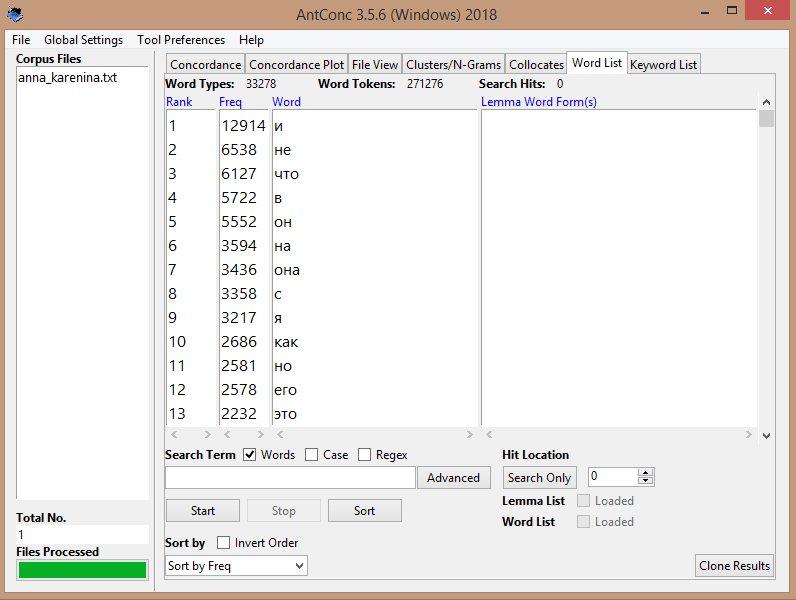 AntConc 3.5.6 (Windows) 2018
File Global Settings Tool Preferences Help
Corpus Files
anna_karenina.txt
Total No.
1
Files Processed
Concordance Concordance Plot File View Clusters/N-Grams Collocates Word List Keyword List
Word Types: 33278 Word Tokens: 271276 Search Hits: 0
Rank Freq Word Lemma Word Form(s)
1 12914 и
2 6538 не
3 6127 что
4 5722 в
5 5552 он
6 3594 на
7 3436 она
8 3358 с
9 3217 я
10 2686 как
11 2581 но
12 2578 его
13 2232 это
Search Term Words Case Regex Hit Location
Advanced Search Only 0
Start Stop Sort Lemma List Loaded
Word List Loaded
Sort by Invert Order
Sort by Freq Clone Results